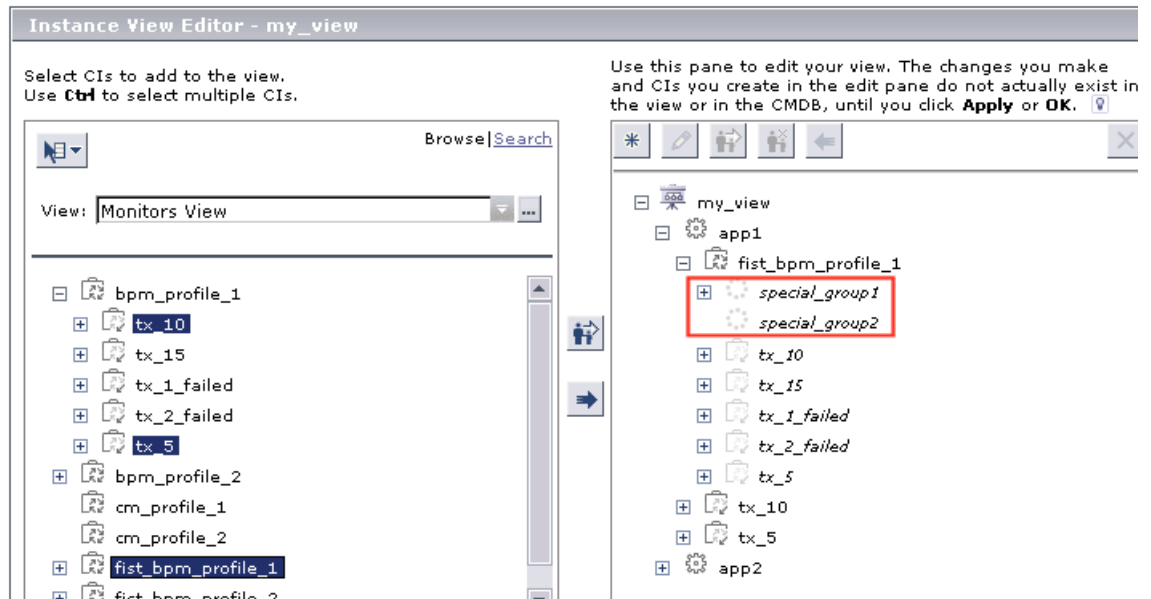 Instance View Editor - my_view
Select CIs to add to the view.
Use Ctrl to select multiple CIs.
Browse|Search
View: Monitors View
...
bpm_profile_1
tx_10
tx_15
tx_1_failed
tx_2_failed
tx_5
bpm_profile_2
cm_profile_1
cm_profile_2
fist_bpm_profile_1
fist_bpm_profile_2
Use this pane to edit your view. The changes you make
and CIs you create in the edit pane do not actually exist in
the view or in the CMDB, until you click Apply or OK.
my_view
app1
fist_bpm_profile_1
special_group1
special_group2
tx_10
tx_15
tx_1_failed
tx_2_failed
tx_5
tx_10
tx_5
app2